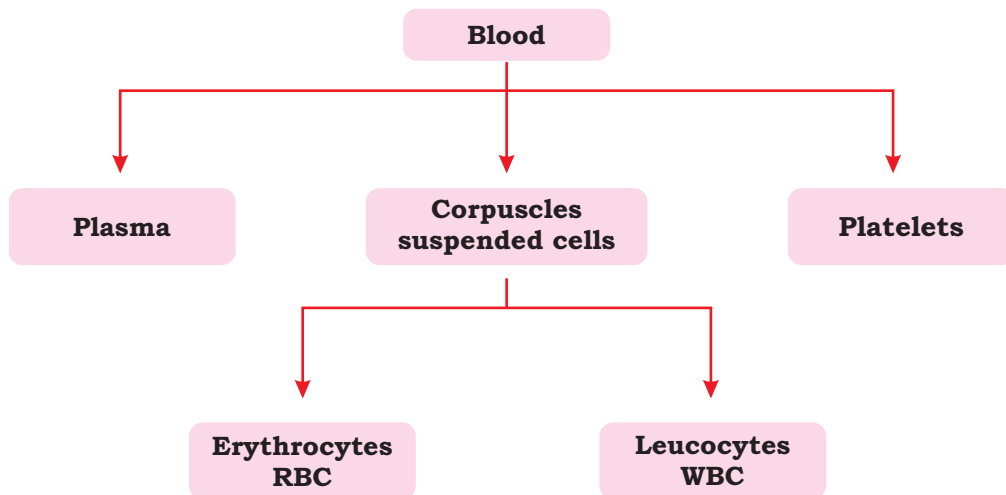 Blood
Plasma
Corpuscles
suspended cells
Platelets
Erythrocytes
RBC
Leucocytes
WBC